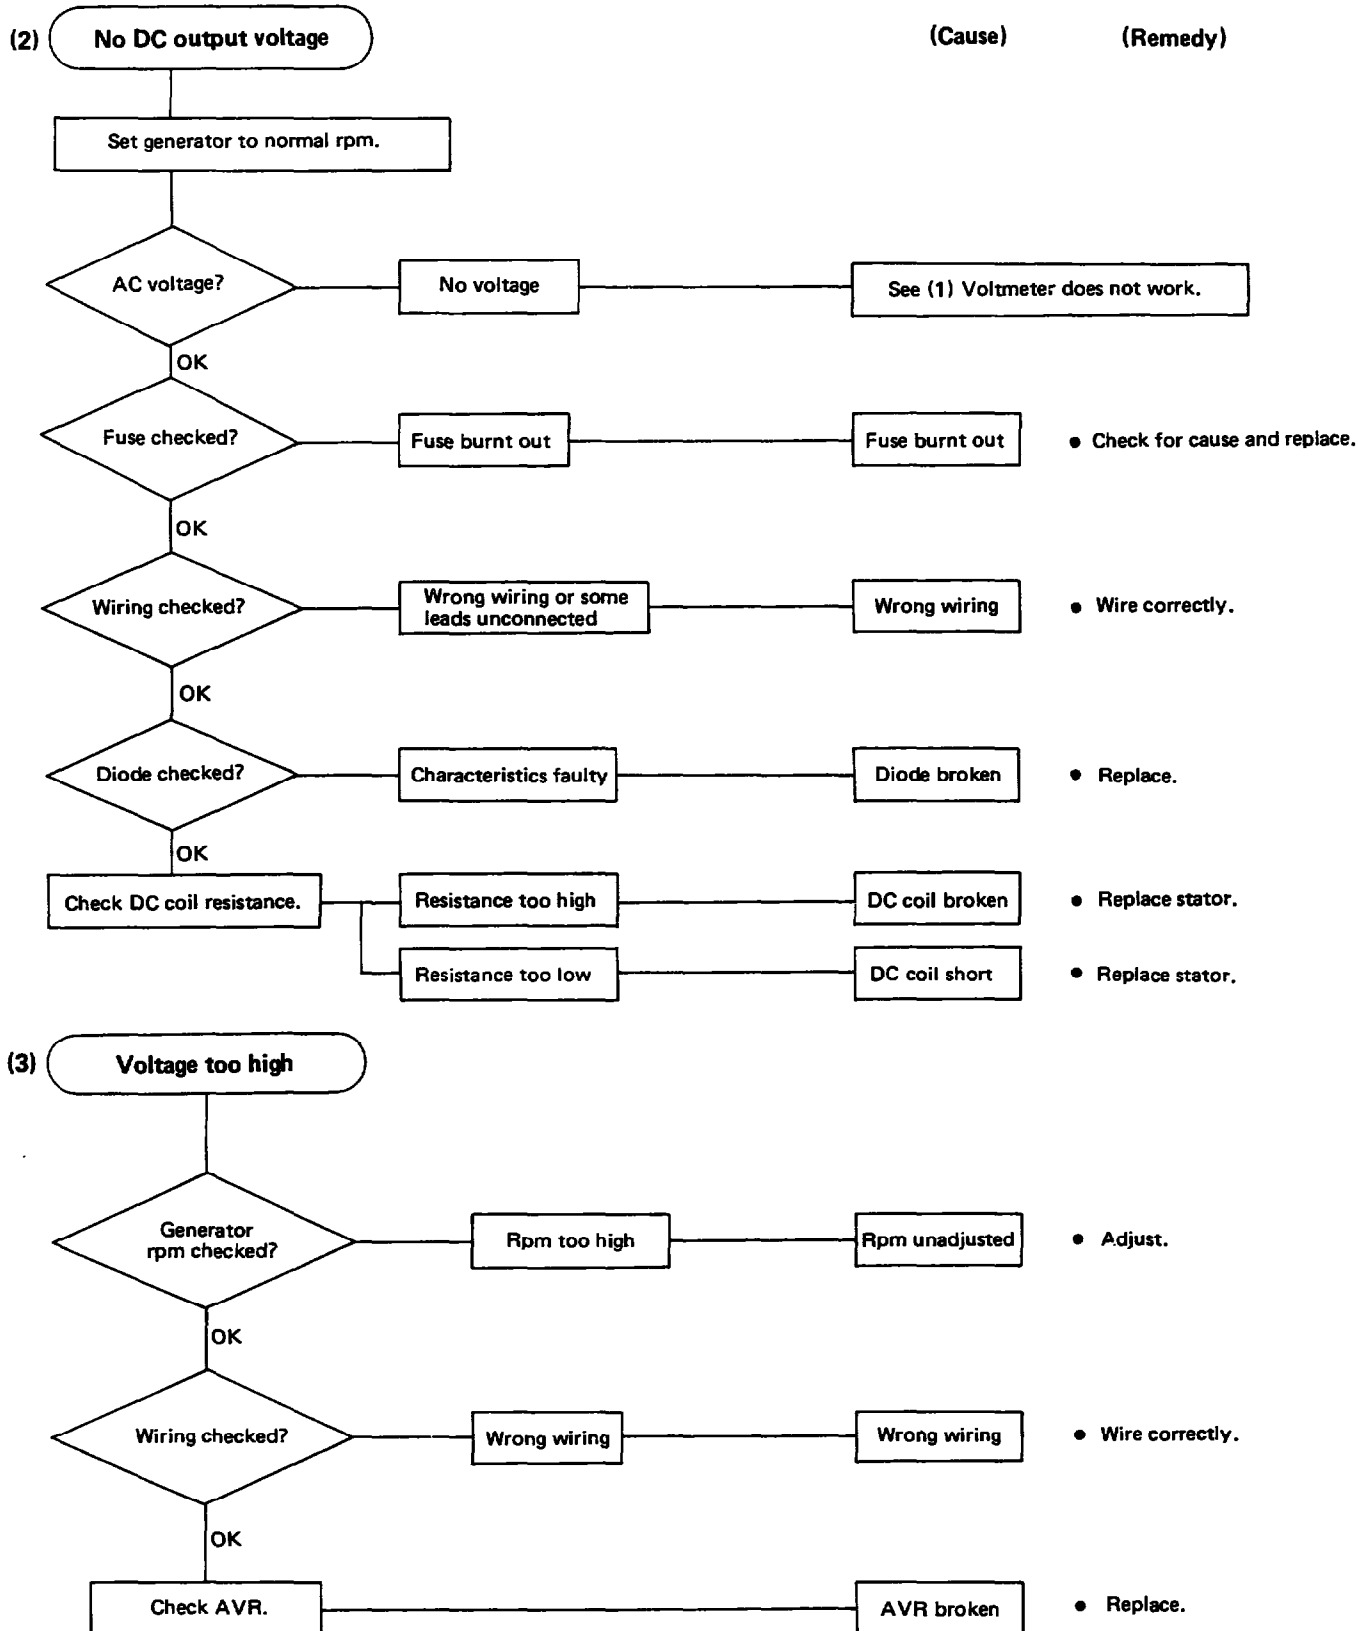 (2) No DC output voltage (Cause) (Remedy)
Set generator to normal rpm.
AC voltage? No voltage See (1) Voltmeter does not work.
OK
Fuse checked? Fuse burnt out Fuse burnt out • Check for cause and replace.
OK
Wiring checked? Wrong wiring or some
leads unconnected Wrong wiring • Wire correctly.
OK
Diode checked? Characteristics faulty Diode broken • Replace.
OK
Check DC coil resistance. Resistance too high DC coil broken • Replace stator.
Resistance too low DC coil short • Replace stator.
(3) Voltage too high
Generator
rpm checked? Rpm too high Rpm unadjusted • Adjust.
OK
Wiring checked? Wrong wiring Wrong wiring • Wire correctly.
OK
Check AVR. AVR broken • Replace.